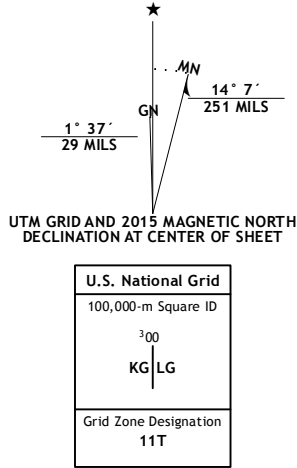 ★
MN
GN
14° 7´
251 MILS
1° 37´
29 MILS
UTM GRID AND 2015 MAGNETIC NORTH
DECLINATION AT CENTER OF SHEET
U.S. National Grid
100,000-m Square ID
³00
KG LG
Grid Zone Designation
11T